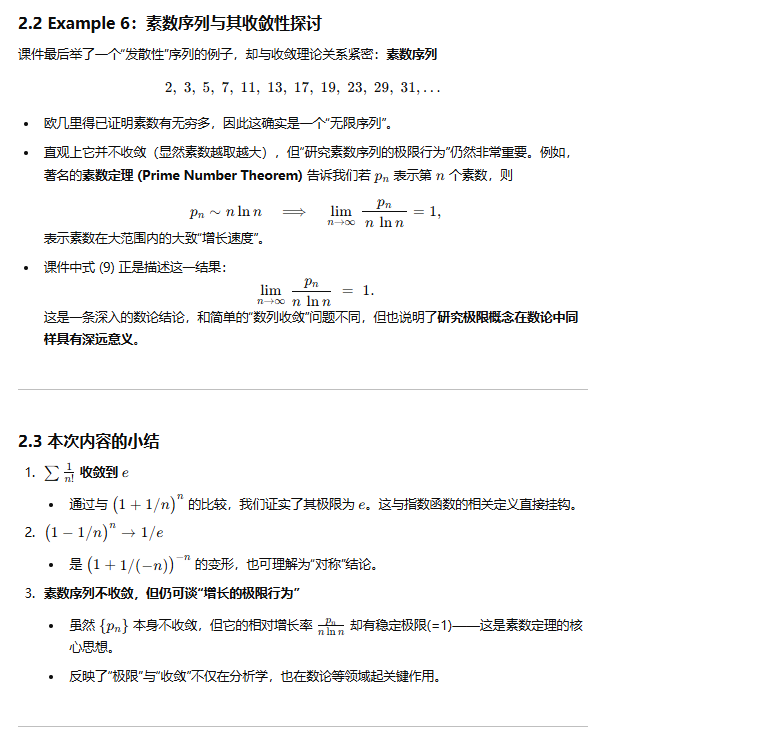 2.2 Example 6：素数序列与其收敛性探讨
课件最后举了一个“发散性”序列的例子，却与收敛理论关系紧密：素数序列
2, 3, 5, 7, 11, 13, 17, 19, 23, 29, 31, …
• 欧几里得已证明素数有无穷多，因此这确实是一个“无限序列”。
• 直观上它并不收敛（显然素数越取越大），但“研究素数序列的极限行为”仍然非常重要。例如，
著名的素数定理 (Prime Number Theorem) 告诉我们若 pₙ 表示第 n 个素数，则
pₙ ∼ n ln n ⟹ lim_{n→∞} pₙ / (n ln n) = 1,
表示素数在大范围内的大致“增长速度”。
• 课件中式 (9) 正是描述这一结果：
lim_{n→∞} pₙ / (n ln n) = 1.
这是一条深入的数论结论，和简单的“数列收敛”问题不同，但也说明了研究极限概念在数论中同
样具有深远意义。
2.3 本次内容的小结
1. ∑ 1/n! 收敛到 e
• 通过与 (1 + 1/n)ⁿ 的比较，我们证实了其极限为 e。这与指数函数的相关定义直接挂钩。
2. (1 − 1/n)ⁿ → 1/e
• 是 (1 + 1/(−n))⁻ⁿ 的变形，也可理解为“对称”结论。
3. 素数序列不收敛，但仍可谈“增长的极限行为”
• 虽然 {pₙ} 本身不收敛，但它的相对增长率 pₙ / (n ln n) 却有稳定极限(=1)——这是素数定理的核
心思想。
• 反映了“极限”与“收敛”不仅在分析学，也在数论等领域起关键作用。